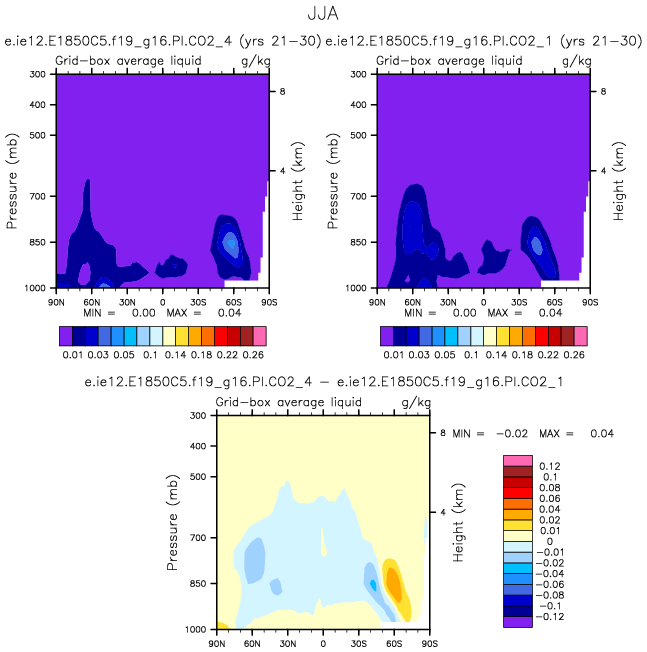 JJA
e.ie12.E1850C5.f19_g16.PI.CO2_4 (yrs 21-30) e.ie12.E1850C5.f19_g16.PI.CO2_1 (yrs 21-30)
Grid-box average liquid g/kg Grid-box average liquid g/kg
300 300
8 8
400 400
500 500
4 4
700 700
850 850
1000 1000
Pressure (mb) Height (km) Pressure (mb) Height (km)
90N 60N 30N 0 30S 60S 90S 90N 60N 30N 0 30S 60S 90S
MIN = 0.00 MAX = 0.04 MIN = 0.00 MAX = 0.04
0.01 0.03 0.05 0.1 0.14 0.18 0.22 0.26 0.01 0.03 0.05 0.1 0.14 0.18 0.22 0.26
e.ie12.E1850C5.f19_g16.PI.CO2_4 - e.ie12.E1850C5.f19_g16.PI.CO2_1
Grid-box average liquid g/kg
300
8
400
500
4
700
850
1000
Pressure (mb) Height (km)
90N 60N 30N 0 30S 60S 90S
MIN = -0.02 MAX = 0.04
0.12
0.1
0.08
0.06
0.04
0.02
0.01
0
-0.01
-0.02
-0.04
-0.06
-0.08
-0.1
-0.12